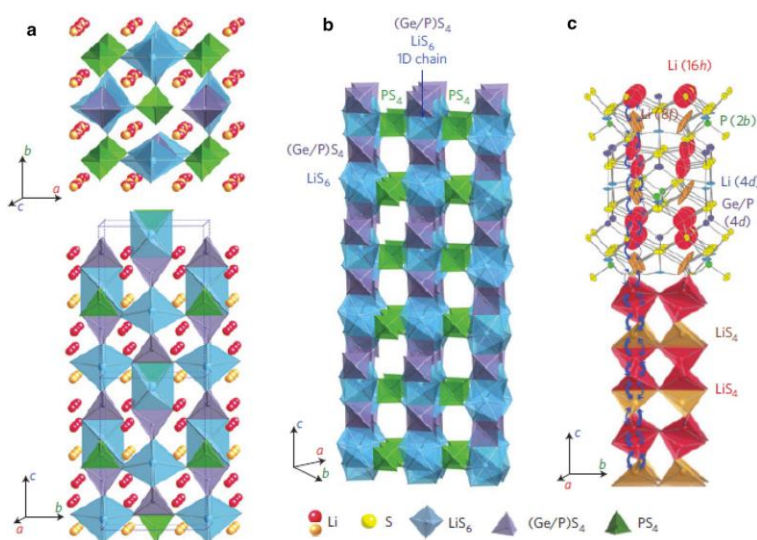 a
b
a
c
c
b
a
b
(Ge/P)S₄
LiS₆
1D chain
PS₄
PS₄
(Ge/P)S₄
LiS₆
c
a
b
c
Li (16h)
Li (8f)
P (2b)
Li (4d)
Ge/P
(4d)
LiS₄
LiS₄
c
a
b
Li
S
LiS₆
(Ge/P)S₄
PS₄